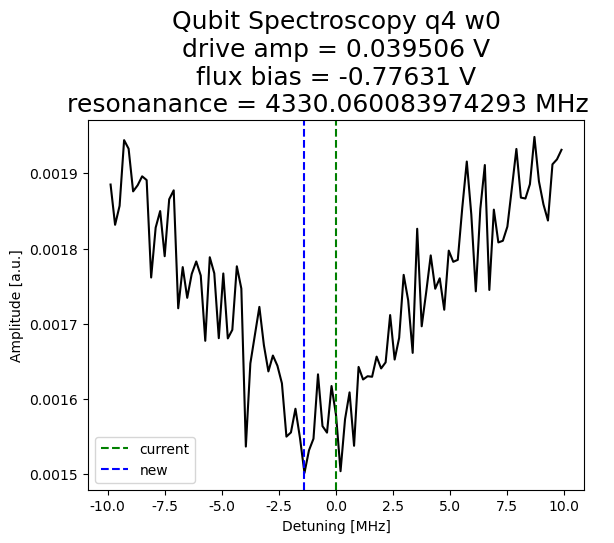 Qubit Spectroscopy q4 w0
drive amp = 0.039506 V
flux bias = -0.77631 V
resonanance = 4330.060083974293 MHz
0.0019
0.0018
0.0017
0.0016
0.0015
Amplitude [a.u.]
current
new
-10.0 -7.5 -5.0 -2.5 0.0 2.5 5.0 7.5 10.0
Detuning [MHz]